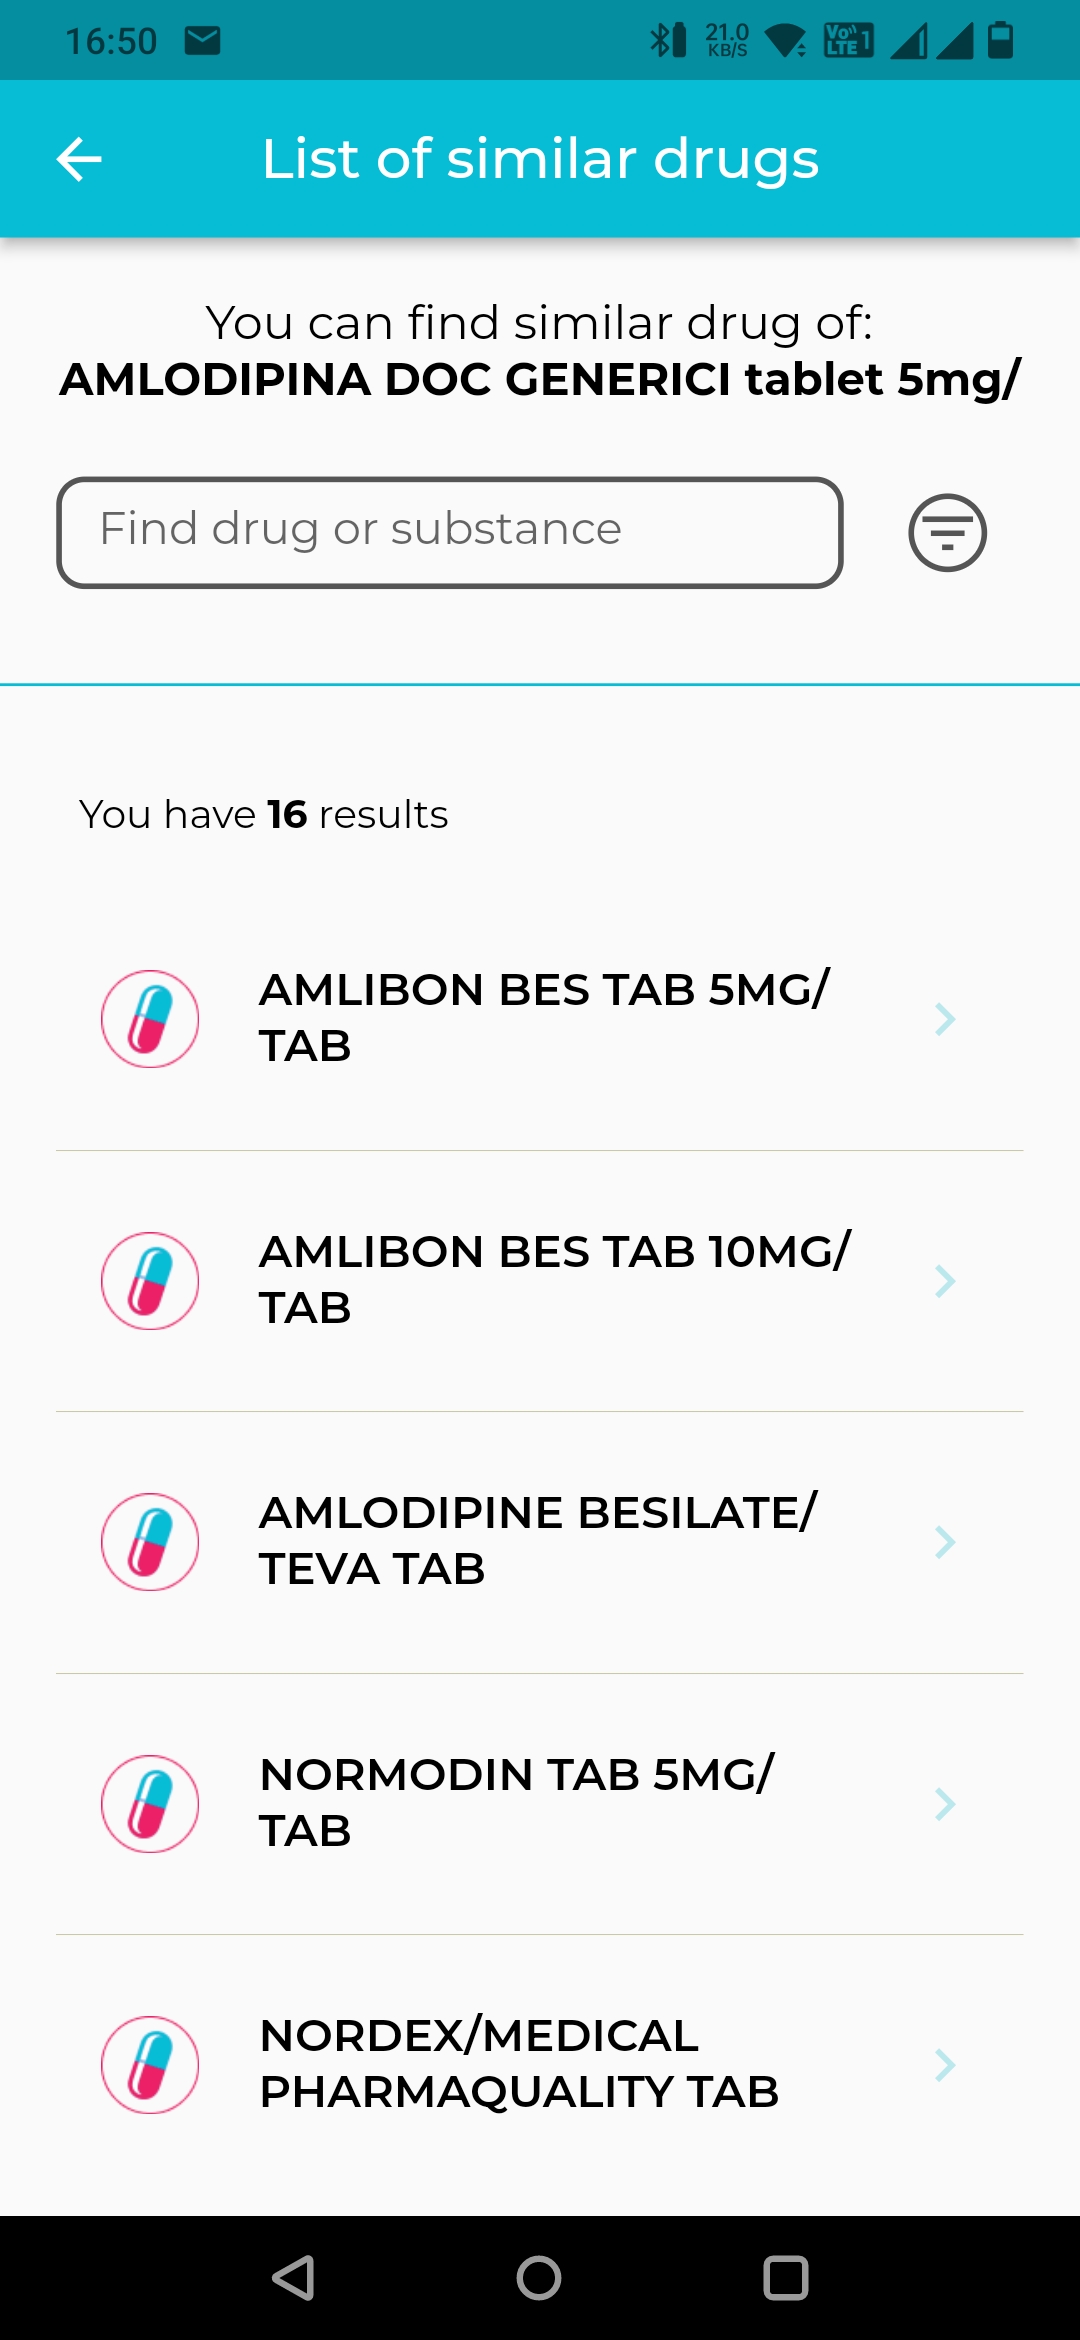 16:50
21.0
KB/S
Vo)) 1
LTE
List of similar drugs
You can find similar drug of:
AMLODIPINA DOC GENERICI tablet 5mg/
Find drug or substance
You have 16 results
AMLIBON BES TAB 5MG/
TAB
AMLIBON BES TAB 10MG/
TAB
AMLODIPINE BESILATE/
TEVA TAB
NORMODIN TAB 5MG/
TAB
NORDEX/MEDICAL
PHARMAQUALITY TAB